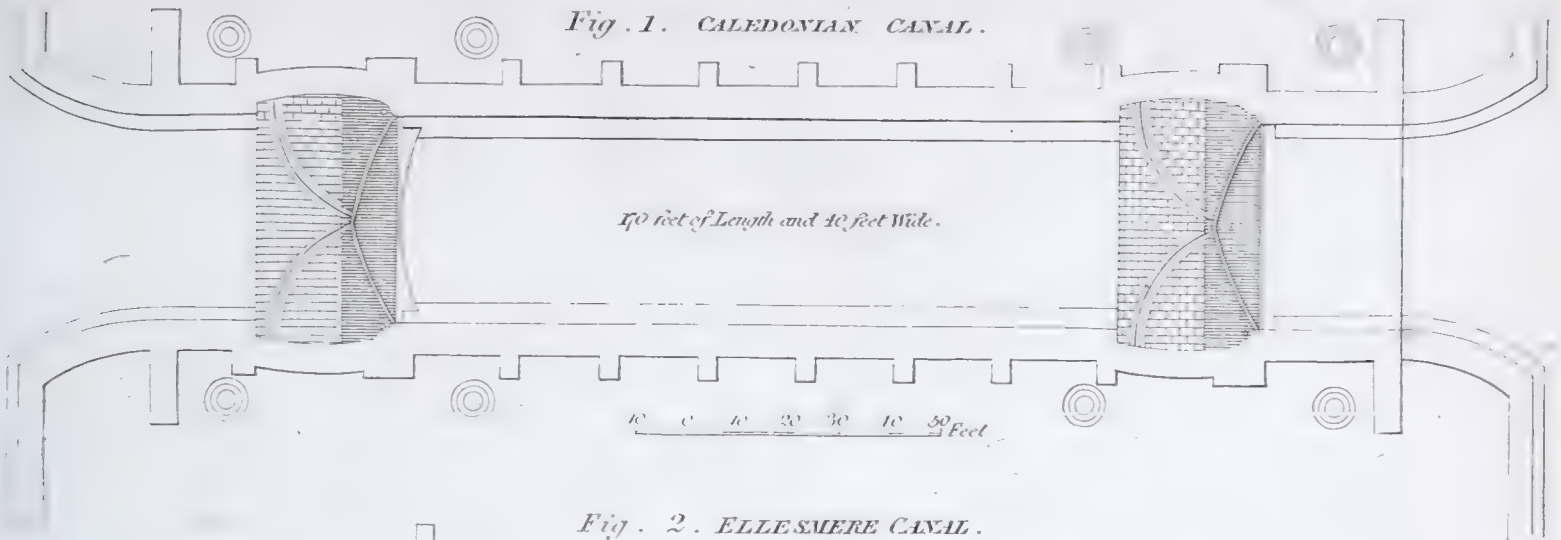 Fig. 1. CALEDONIAN CANAL.
170 feet of Length and 40 feet Wide.
10 0 10 20 30 40 50 Feet
Fig. 2. ELLESMERE CANAL.